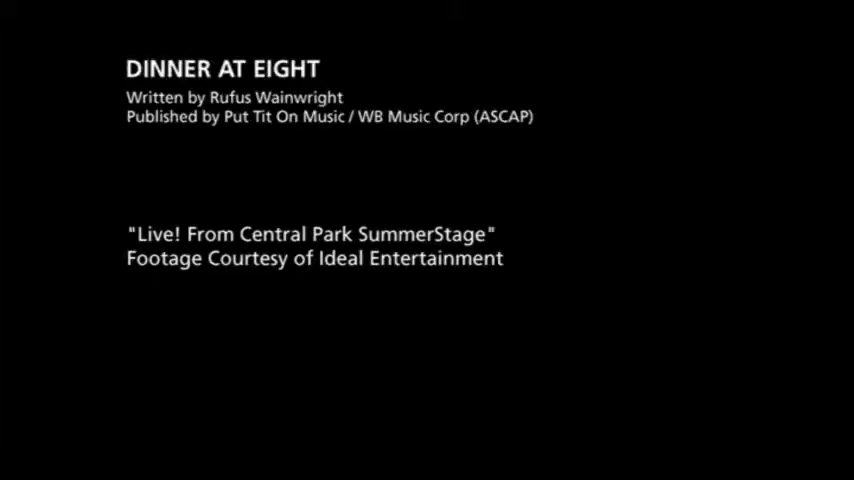 DINNER AT EIGHT
Written by Rufus Wainwright
Published by Put Tit On Music / WB Music Corp (ASCAP)
"Live! From Central Park SummerStage"
Footage Courtesy of Ideal Entertainment